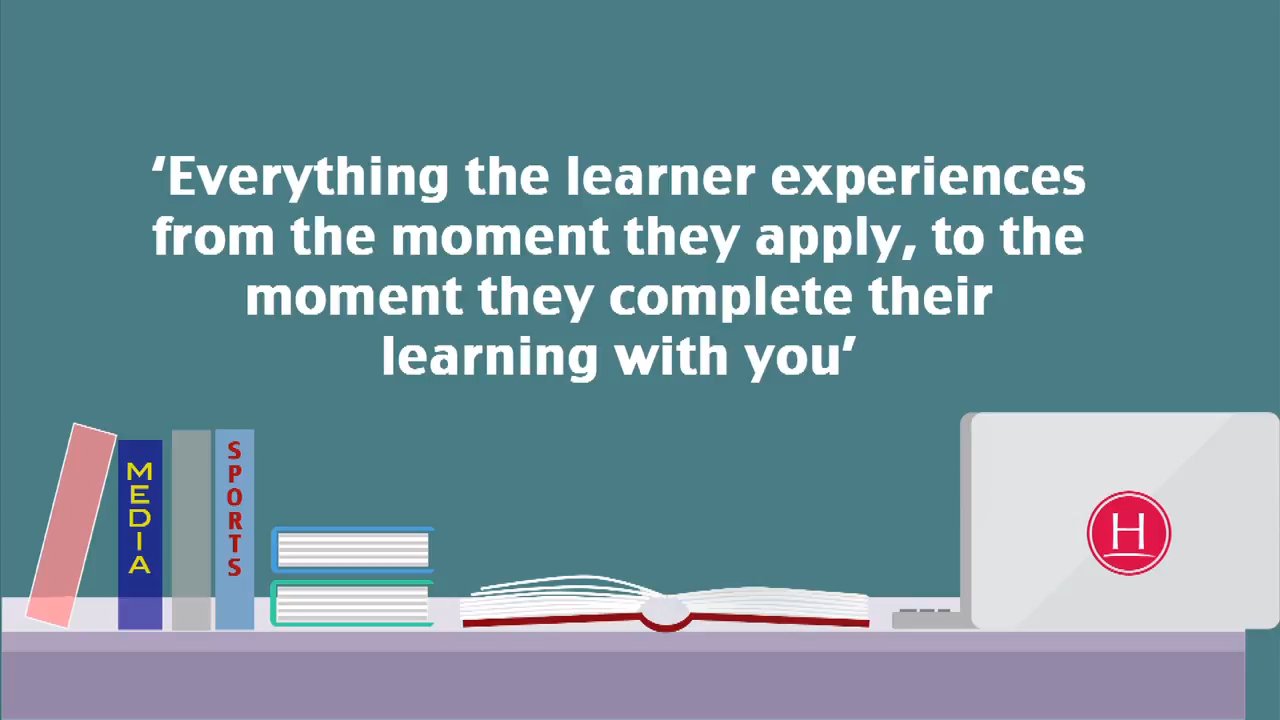 ‘Everything the learner experiences
from the moment they apply, to the
moment they complete their
learning with you’
MEDIA
SPORTS
H